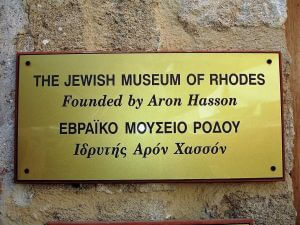 THE JEWISH MUSEUM OF RHODES
Founded by Aron Hasson
ΕΒΡΑΪΚΟ ΜΟΥΣΕΙΟ ΡΟΔΟΥ
Ιδρυτής Αρόν Χασσόν